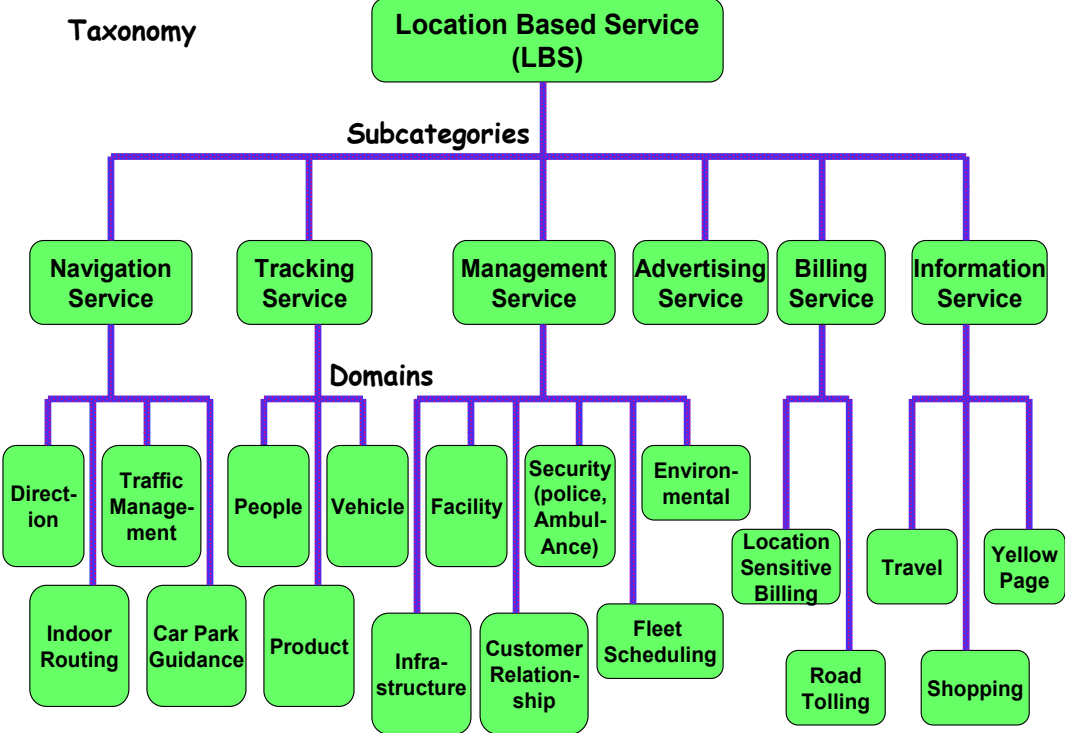 Taxonomy
Location Based Service
(LBS)
Subcategories
Navigation
Service
Tracking
Service
Management
Service
Advertising
Service
Billing
Service
Information
Service
Domains
Direct-
ion
Traffic
Manage-
ment
People
Vehicle
Facility
Security
(police,
Ambul-
Ance)
Environ-
mental
Location
Sensitive
Billing
Travel
Yellow
Page
Indoor
Routing
Car Park
Guidance
Product
Infra-
structure
Customer
Relation-
ship
Fleet
Scheduling
Road
Tolling
Shopping